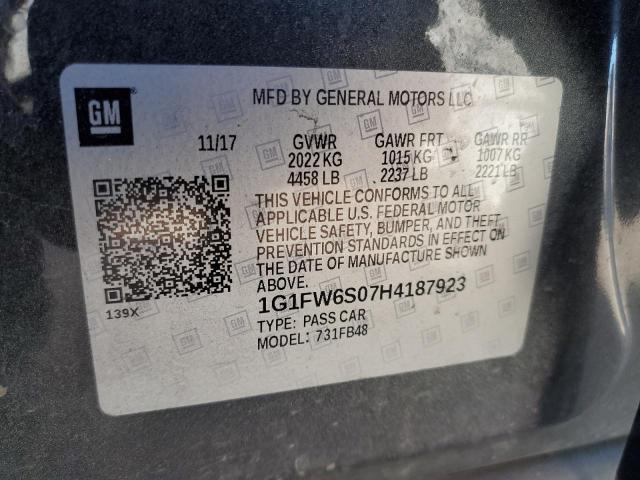 GM
MFD BY GENERAL MOTORS LLC
11/17 GVWR GAWR FRT GAWR RR
2022 KG 1015 KG 1007 KG
4458 LB 2237 LB 2221 LB
THIS VEHICLE CONFORMS TO ALL
APPLICABLE U.S. FEDERAL MOTOR
VEHICLE SAFETY, BUMPER, AND THEFT
PREVENTION STANDARDS IN EFFECT ON
THE DATE OF MANUFACTURE SHOWN
ABOVE.
139X
1G1FW6S07H4187923
TYPE: PASS CAR
MODEL: 731FB48